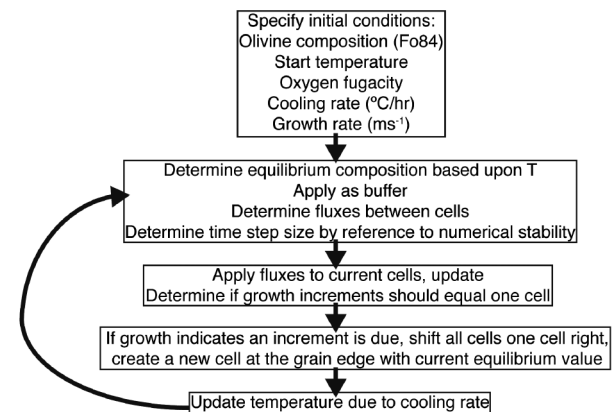 Specify initial conditions:
Olivine composition (Fo84)
Start temperature
Oxygen fugacity
Cooling rate (ºC/hr)
Growth rate (ms⁻¹)
Determine equilibrium composition based upon T
Apply as buffer
Determine fluxes between cells
Determine time step size by reference to numerical stability
Apply fluxes to current cells, update
Determine if growth increments should equal one cell
If growth indicates an increment is due, shift all cells one cell right,
create a new cell at the grain edge with current equilibrium value
Update temperature due to cooling rate